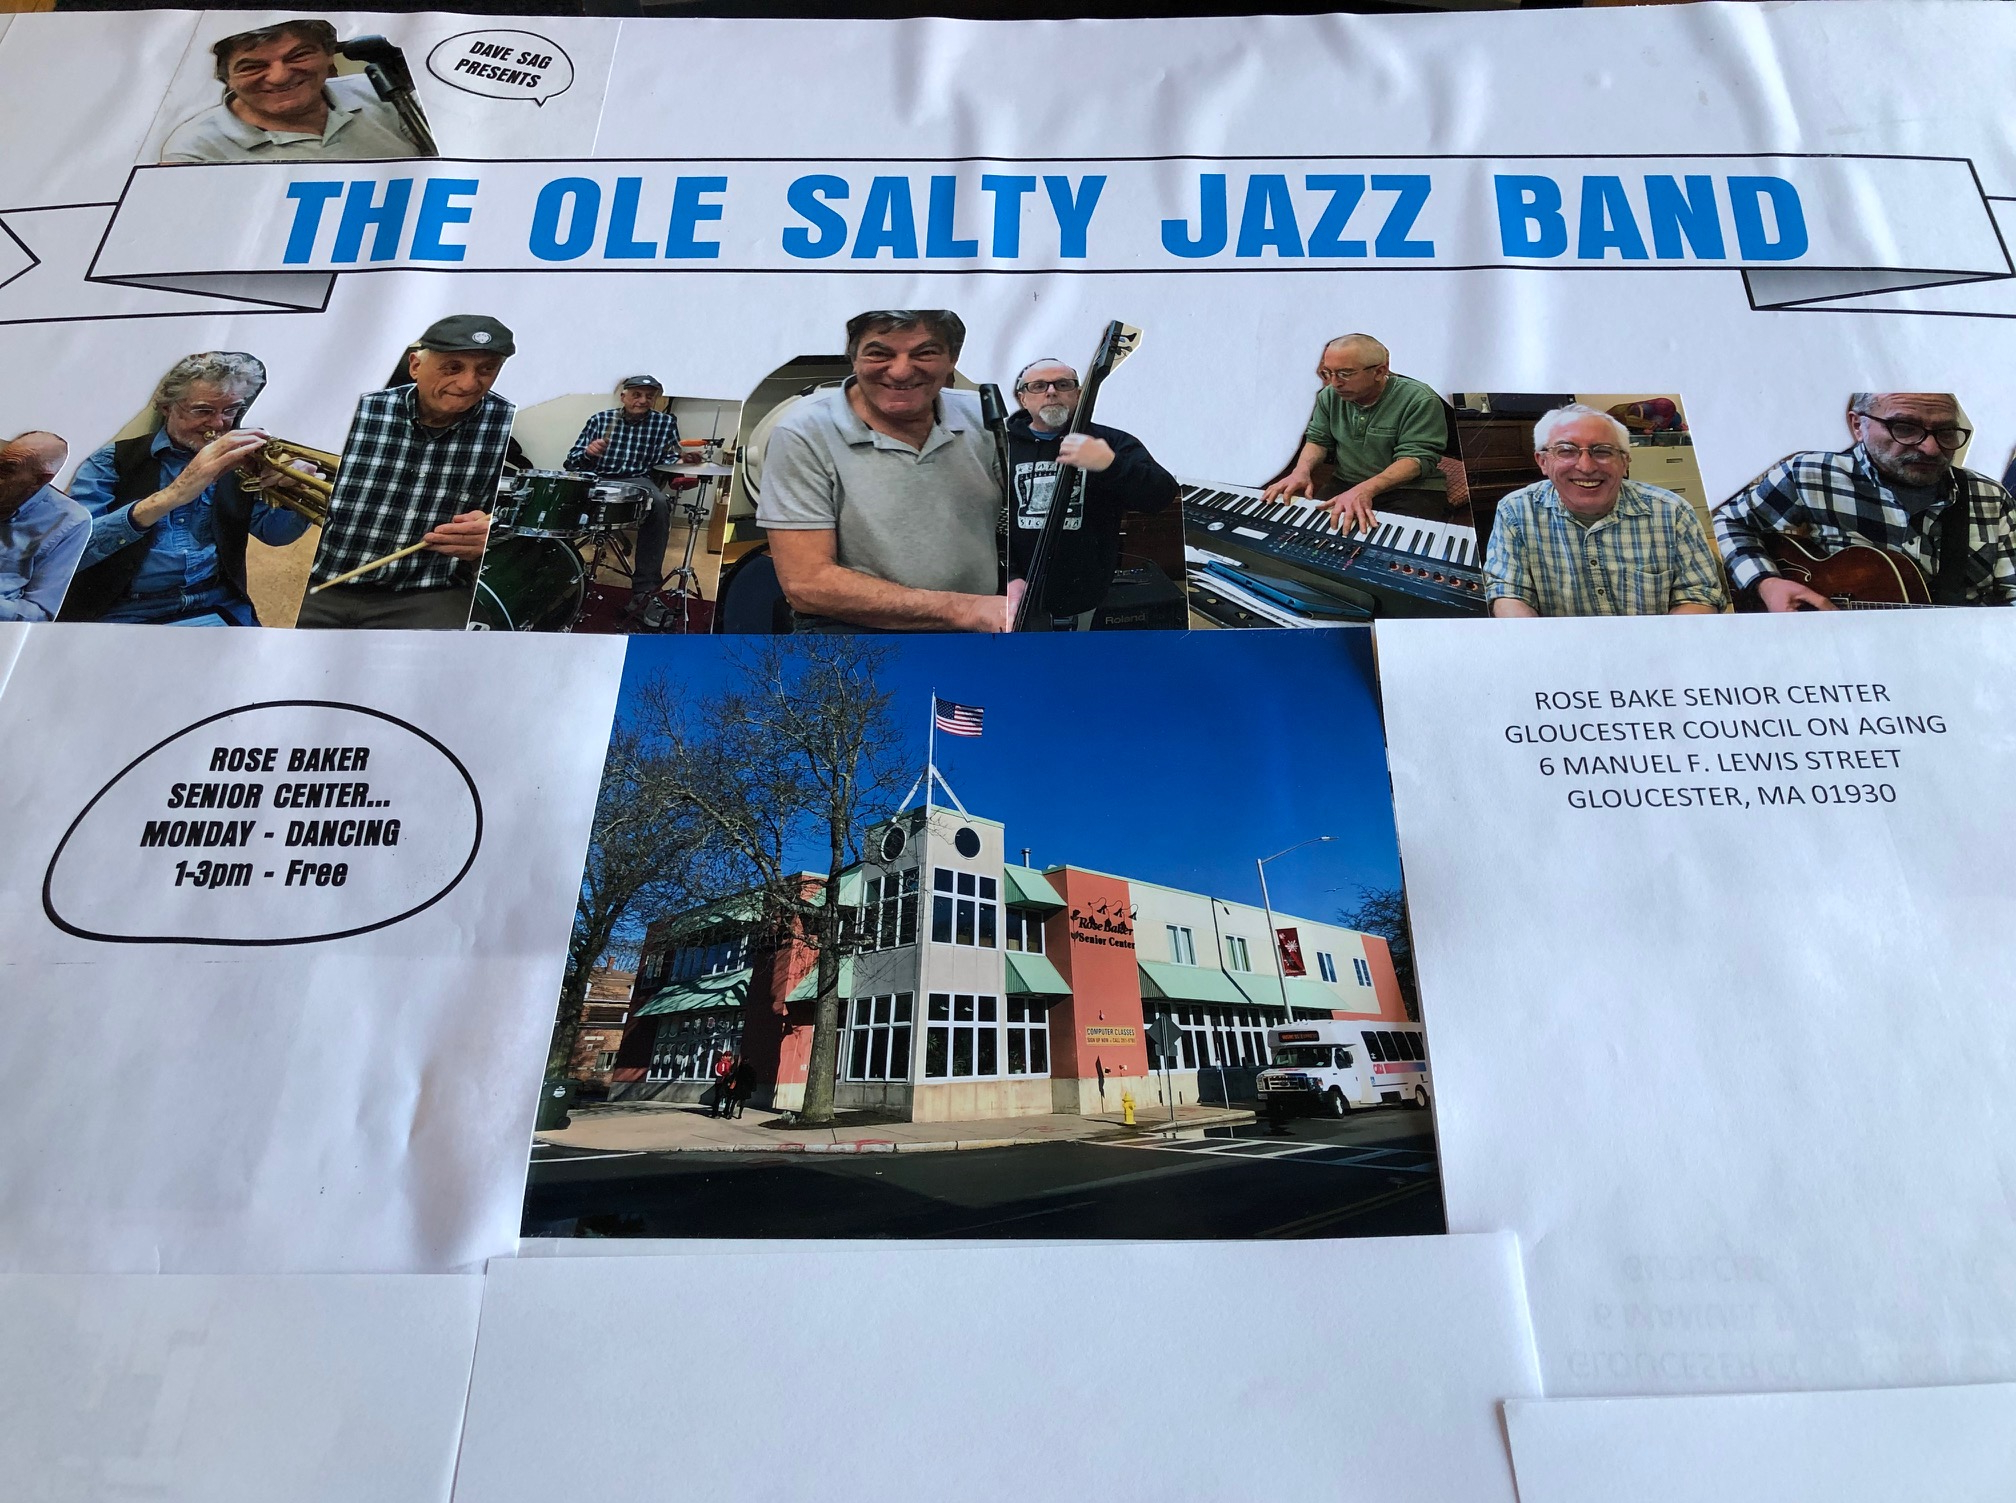 DAVE SAG
PRESENTS
THE OLE SALTY JAZZ BAND
Roland
ROSE BAKER
SENIOR CENTER...
MONDAY - DANCING
1-3pm - Free
ROSE BAKE SENIOR CENTER
GLOUCESTER COUNCIL ON AGING
6 MANUEL F. LEWIS STREET
GLOUCESTER, MA 01930
Rose Baker
Senior Center
COMPUTER CLASSES